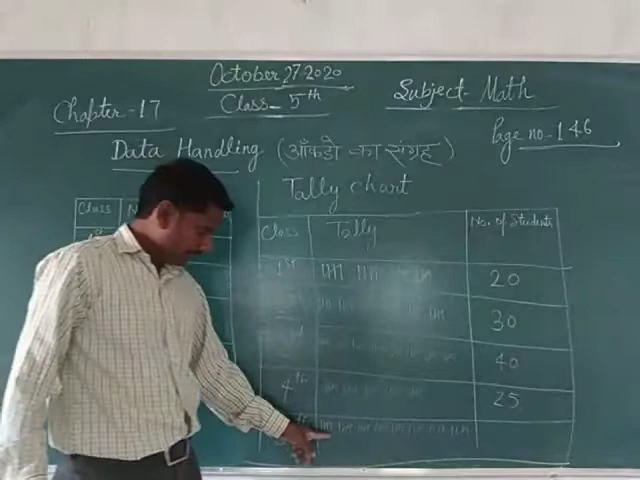 October 27-2020
Chapter-17
Class- 5th
Subject- Math
Page no-146
Data Handling (आँकड़ो का संग्रह)
Tally chart
Class
Class Tally No. of Students
1st 20
30
40
4th 25